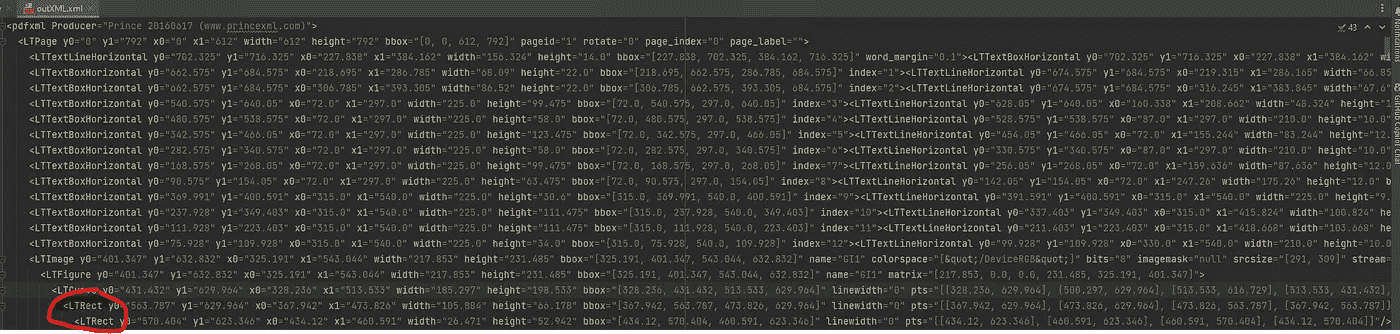 outXML.xml
43
<pdfxml Producer="Prince 20160617 (www.princexml.com)">
<LTPage y0="0" y1="792" x0="0" x1="612" width="612" height="792" bbox="[0, 0, 612, 792]" pageid="1" rotate="0" page_index="0" page_label="">
<LTTextLineHorizontal y0="702.325" y1="716.325" x0="227.838" x1="384.162" width="156.324" height="14.0" bbox="[227.838, 702.325, 384.162, 716.325]" word_margin="0.1"><LTTextBoxHorizontal y0="702.325" y1="716.325" x0="227.838" x1="384.162"
<LTTextBoxHorizontal y0="662.575" y1="684.575" x0="218.695" x1="286.785" width="68.09" height="22.0" bbox="[218.695, 662.575, 286.785, 684.575]" index="1"><LTTextLineHorizontal y0="674.575" y1="684.575" x0="219.315" x1="286.165" width="66.85
<LTTextBoxHorizontal y0="662.575" y1="684.575" x0="306.785" x1="393.305" width="86.52" height="22.0" bbox="[306.785, 662.575, 393.305, 684.575]" index="2"><LTTextLineHorizontal y0="674.575" y1="684.575" x0="316.245" x1="383.845" width="67.6
<LTTextBoxHorizontal y0="540.575" y1="640.05" x0="72.0" x1="297.0" width="225.0" height="99.475" bbox="[72.0, 540.575, 297.0, 640.05]" index="3"><LTTextLineHorizontal y0="628.05" y1="640.05" x0="160.338" x1="208.662" width="48.324"
<LTTextBoxHorizontal y0="480.575" y1="538.575" x0="72.0" x1="297.0" width="225.0" height="58.0" bbox="[72.0, 480.575, 297.0, 538.575]" index="4"><LTTextLineHorizontal y0="528.575" y1="538.575" x0="87.0" x1="297.0" width="210.0" height="10.0"
<LTTextBoxHorizontal y0="342.575" y1="466.05" x0="72.0" x1="297.0" width="225.0" height="123.475" bbox="[72.0, 342.575, 297.0, 466.05]" index="5"><LTTextLineHorizontal y0="454.05" y1="466.05" x0="72.0" x1="155.244" width="83.244" height="12.
<LTTextBoxHorizontal y0="282.575" y1="340.575" x0="72.0" x1="297.0" width="225.0" height="58.0" bbox="[72.0, 282.575, 297.0, 340.575]" index="6"><LTTextLineHorizontal y0="330.575" y1="340.575" x0="87.0" x1="297.0" width="210.0" height="10.0"
<LTTextBoxHorizontal y0="168.575" y1="268.05" x0="72.0" x1="297.0" width="225.0" height="99.475" bbox="[72.0, 168.575, 297.0, 268.05]" index="7"><LTTextLineHorizontal y0="256.05" y1="268.05" x0="72.0" x1="159.636" width="87.636" height="12.0
<LTTextBoxHorizontal y0="90.575" y1="154.05" x0="72.0" x1="297.0" width="225.0" height="63.475" bbox="[72.0, 90.575, 297.0, 154.05]" index="8"><LTTextLineHorizontal y0="142.05" y1="154.05" x0="72.0" x1="247.26" width="175.26" height="12.0"
<LTTextBoxHorizontal y0="369.991" y1="400.591" x0="315.0" x1="540.0" width="225.0" height="30.6" bbox="[315.0, 369.991, 540.0, 400.591]" index="9"><LTTextLineHorizontal y0="391.591" y1="400.591" x0="315.0" x1="540.0" width="225.0" height="9.
<LTTextBoxHorizontal y0="237.928" y1="349.403" x0="315.0" x1="540.0" width="225.0" height="111.475" bbox="[315.0, 237.928, 540.0, 349.403]" index="10"><LTTextLineHorizontal y0="337.403" y1="349.403" x0="315.0" x1="415.824" width="100.824"
<LTTextBoxHorizontal y0="111.928" y1="223.403" x0="315.0" x1="540.0" width="225.0" height="111.475" bbox="[315.0, 111.928, 540.0, 223.403]" index="11"><LTTextLineHorizontal y0="211.403" y1="223.403" x0="315.0" x1="418.668" width="103.668"
<LTTextBoxHorizontal y0="75.928" y1="109.928" x0="315.0" x1="540.0" width="225.0" height="34.0" bbox="[315.0, 75.928, 540.0, 109.928]" index="12"><LTTextLineHorizontal y0="99.928" y1="109.928" x0="330.0" x1="540.0" width="210.0" height="10.0
<LTImage y0="401.347" y1="632.832" x0="325.191" x1="543.044" width="217.853" height="231.485" bbox="[325.191, 401.347, 543.044, 632.832]" name="GI1" colorspace="[&quot;/DeviceRGB&quot;]" bits="8" imagemask="null" srcsize="[291, 309]" stream=
<LTFigure y0="401.347" y1="632.832" x0="325.191" x1="543.044" width="217.853" height="231.485" bbox="[325.191, 401.347, 543.044, 632.832]" name="GI1" matrix="[217.853, 0.0, 0.0, 231.485, 325.191, 401.347]">
y0="431.432" y1="629.964" x0="328.236" x1="513.533" width="185.297" height="198.533" bbox="[328.236, 431.432, 513.533, 629.964]" linewidth="0" pts="[[328.236, 629.964], [500.297, 629.964], [513.533, 616.729], [513.533, 431.432],
<LTRect y0="563.787" y1="629.964" x0="367.942" x1="473.826" width="105.884" height="66.178" bbox="[367.942, 563.787, 473.826, 629.964]" linewidth="0" pts="[[367.942, 629.964], [473.826, 629.964], [473.826, 563.787], [367.942, 563.787]]
<LTRect y0="570.404" y1="623.346" x0="434.12" x1="460.591" width="26.471" height="52.942" bbox="[434.12, 570.404, 460.591, 623.346]" linewidth="0" pts="[[434.12, 623.346], [460.591, 623.346], [460.591, 570.404], [434.12, 570.404]]"/>